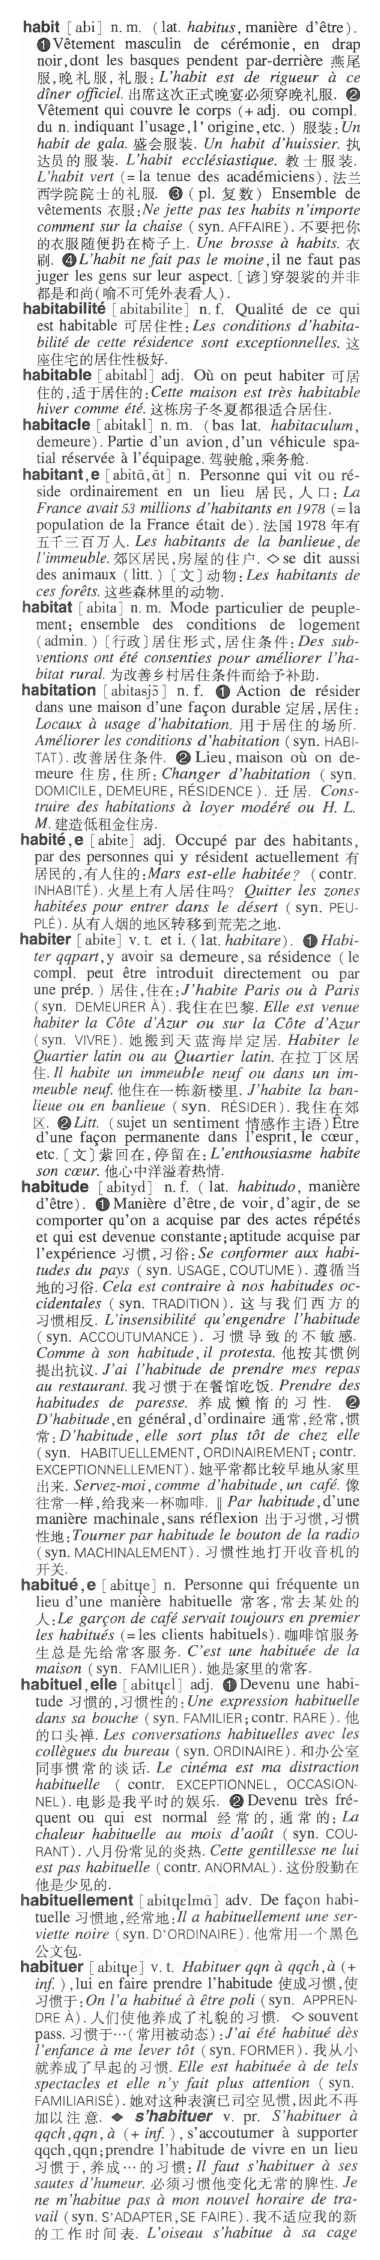 habit [abi] n. m. (lat. habitus, manière d'être).
❶Vêtement masculin de cérémonie, en drap
noir, dont les basques pendent par-derrière 燕尾
服,晚礼服,礼服: L'habit est de rigueur à ce
dîner officiel. 出席这次正式晚宴必须穿晚礼服. ❷
Vêtement qui couvre le corps (+ adj. ou compl.
du n. indiquant l'usage, l'origine, etc.) 服装: Un
habit de gala. 盛会服装. Un habit d'huissier. 执
达员的服装. L'habit ecclésiastique. 教士服装.
L'habit vert (= la tenue des académiciens). 法兰
西学院院士的礼服. ❸ (pl. 复数) Ensemble de
vêtements 衣服: Ne jette pas tes habits n'importe
comment sur la chaise (syn. AFFAIRE). 不要把你
的衣服随便扔在椅子上. Une brosse à habits. 衣
刷. ❹L'habit ne fait pas le moine, il ne faut pas
juger les gens sur leur aspect. [谚]穿袈裟的并非
都是和尚(喻不可凭外表看人).
habitabilité [abitabilite] n. f. Qualité de ce qui
est habitable 可居住性: Les conditions d'habita-
bilité de cette résidence sont exceptionnelles. 这
座住宅的居住性极好.
habitable [abitabl] adj. Où on peut habiter 可居
住的,适于居住的: Cette maison est très habitable
hiver comme été. 这栋房子冬夏都很适合居住.
habitacle [abitakl] n. m. (bas lat. habitaculum,
demeure). Partie d'un avion, d'un véhicule spa-
tial réservée à l'équipage. 驾驶舱,乘务舱.
habitant,e [abitɑ̃,ɑ̃t] n. Personne qui vit ou ré-
side ordinairement en un lieu 居民,人口: La
France avait 53 millions d'habitants en 1978 (= la
population de la France était de). 法国 1978 年有
五千三百万人. Les habitants de la banlieue, de
l'immeuble. 郊区居民,房屋的住户. ◇se dit aussi
des animaux (litt.) [文]动物: Les habitants de
ces forêts. 这些森林里的动物.
habitat [abita] n. m. Mode particulier de peuple-
ment; ensemble des conditions de logement
(admin.) [行政]居住形式,居住条件: Des sub-
ventions ont été consenties pour améliorer l'ha-
bitat rural. 为改善乡村居住条件而给予补助.
habitation [abitasjɔ̃] n. f. ❶ Action de résider
dans une maison d'une façon durable 定居,居住:
Locaux à usage d'habitation. 用于居住的场所.
Améliorer les conditions d'habitation (syn. HABI-
TAT). 改善居住条件. ❷ Lieu, maison où on de-
meure 住房,住所: Changer d'habitation (syn.
DOMICILE, DEMEURE, RÉSIDENCE). 迁居. Cons-
truire des habitations à loyer modéré ou H. L.
M. 建造低租金住房.
habité,e [abite] adj. Occupé par des habitants,
par des personnes qui y résident actuellement 有
居民的,有人住的: Mars est-elle habitée? (contr.
INHABITÉ). 火星上有人居住吗? Quitter les zones
habitées pour entrer dans le désert (syn. PEU-
PLÉ). 从有人烟的地区转移到荒芜之地.
habiter [abite] v. t. et i. (lat. habitare). ❶Habi-
ter qqpart, y avoir sa demeure, sa résidence (le
compl. peut être introduit directement ou par
une prép.) 居住,住在: J'habite Paris ou à Paris
(syn. DEMEURER À). 我住在巴黎. Elle est venue
habiter la Côte d'Azur ou sur la Côte d'Azur
(syn. VIVRE). 她搬到天蓝海岸定居. Habiter le
Quartier latin ou au Quartier latin. 在拉丁区居
住. Il habite un immeuble neuf ou dans un im-
meuble neuf. 他住在一栋新楼里. J'habite la ban-
lieue ou en banlieue (syn. RÉSIDER). 我住在郊
区. ❷Litt. (sujet un sentiment 情感作主语) Être
d'une façon permanente dans l'esprit, le cœur,
etc. [文] 萦回在,停留在: L'enthousiasme habite
son cœur. 他心中洋溢着热情.
habitude [abityd] n. f. (lat. habitudo, manière
d'être). ❶ Manière d'être, de voir, d'agir, de se
comporter qu'on a acquise par des actes répétés
et qui est devenue constante; aptitude acquise par
l'expérience 习惯,习俗: Se conformer aux habi-
tudes du pays (syn. USAGE, COUTUME). 遵循当
地的习俗. Cela est contraire à nos habitudes oc-
cidentales (syn. TRADITION). 这与我们西方的
习惯相反. L'insensibilité qu'engendre l'habitude
(syn. ACCOUTUMANCE). 习惯导致的不敏感.
Comme à son habitude, il protesta. 他按其惯例
提出抗议. J'ai l'habitude de prendre mes repas
au restaurant. 我习惯于在餐馆吃饭. Prendre des
habitudes de paresse. 养成懒惰的习性. ❷
D'habitude, en général, d'ordinaire 通常,经常,惯
常: D'habitude, elle sort plus tôt de chez elle
(syn. HABITUELLEMENT, ORDINAIREMENT; contr.
EXCEPTIONNELLEMENT). 她平常都比较早地从家里
出来. Servez-moi, comme d'habitude, un café. 像
往常一样,给我来一杯咖啡. ‖ Par habitude, d'une
manière machinale, sans réflexion 出于习惯,习惯
性地: Tourner par habitude le bouton de la radio
(syn. MACHINALEMENT). 习惯性地打开收音机的
开关.
habitué,e [abitɥe] n. Personne qui fréquente un
lieu d'une manière habituelle 常客,常去某处的
人: Le garçon de café servait toujours en premier
les habitués (= les clients habituels). 咖啡馆服务
生总是先给常客服务. C'est une habituée de la
maison (syn. FAMILIER). 她是家里的常客.
habituel,elle [abitɥɛl] adj. ❶Devenu une habi-
tude 习惯的,习惯性的: Une expression habituelle
dans sa bouche (syn. FAMILIER; contr. RARE). 他
的口头禅. Les conversations habituelles avec les
collègues du bureau (syn. ORDINAIRE). 和办公室
同事惯常的谈话. Le cinéma est ma distraction
habituelle (contr. EXCEPTIONNEL, OCCASION-
NEL). 电影是我平时的娱乐. ❷ Devenu très fré-
quent ou qui est normal 经常的,通常的: La
chaleur habituelle au mois d'août (syn. COU-
RANT). 八月份常见的炎热. Cette gentillesse ne lui
est pas habituelle (contr. ANORMAL). 这份殷勤在
他是少见的.
habituellement [abitɥɛlmɑ̃] adv. De façon habi-
tuelle 习惯地,经常地: Il a habituellement une ser-
viette noire (syn. D'ORDINAIRE). 他常用一个黑色
公文包.
habituer [abitɥe] v. t. Habituer qqn à qqch, à (+
inf.), lui en faire prendre l'habitude 使成习惯,使
习惯于: On l'a habitué à être poli (syn. APPREN-
DRE À). 人们使他养成了礼貌的习惯. ◇souvent
pass. 习惯于…(常用被动态): J'ai été habitué dès
l'enfance à me lever tôt (syn. FORMER). 我从小
就养成了早起的习惯. Elle est habituée à de tels
spectacles et elle n'y fait plus attention (syn.
FAMILIARISÉ). 她对这种表演已司空见惯,因此不再
加以注意. ◆ s'habituer v. pr. S'habituer à
qqch, qqn, à (+ inf.), s'accoutumer à supporter
qqch, qqn; prendre l'habitude de vivre en un lieu
习惯于,养成…的习惯: Il faut s'habituer à ses
sautes d'humeur. 必须习惯他变化无常的脾性. Je
ne m'habitue pas à mon nouvel horaire de tra-
vail (syn. S'ADAPTER, SE FAIRE). 我不适应我的新
的工作时间表. L'oiseau s'habitue à sa cage